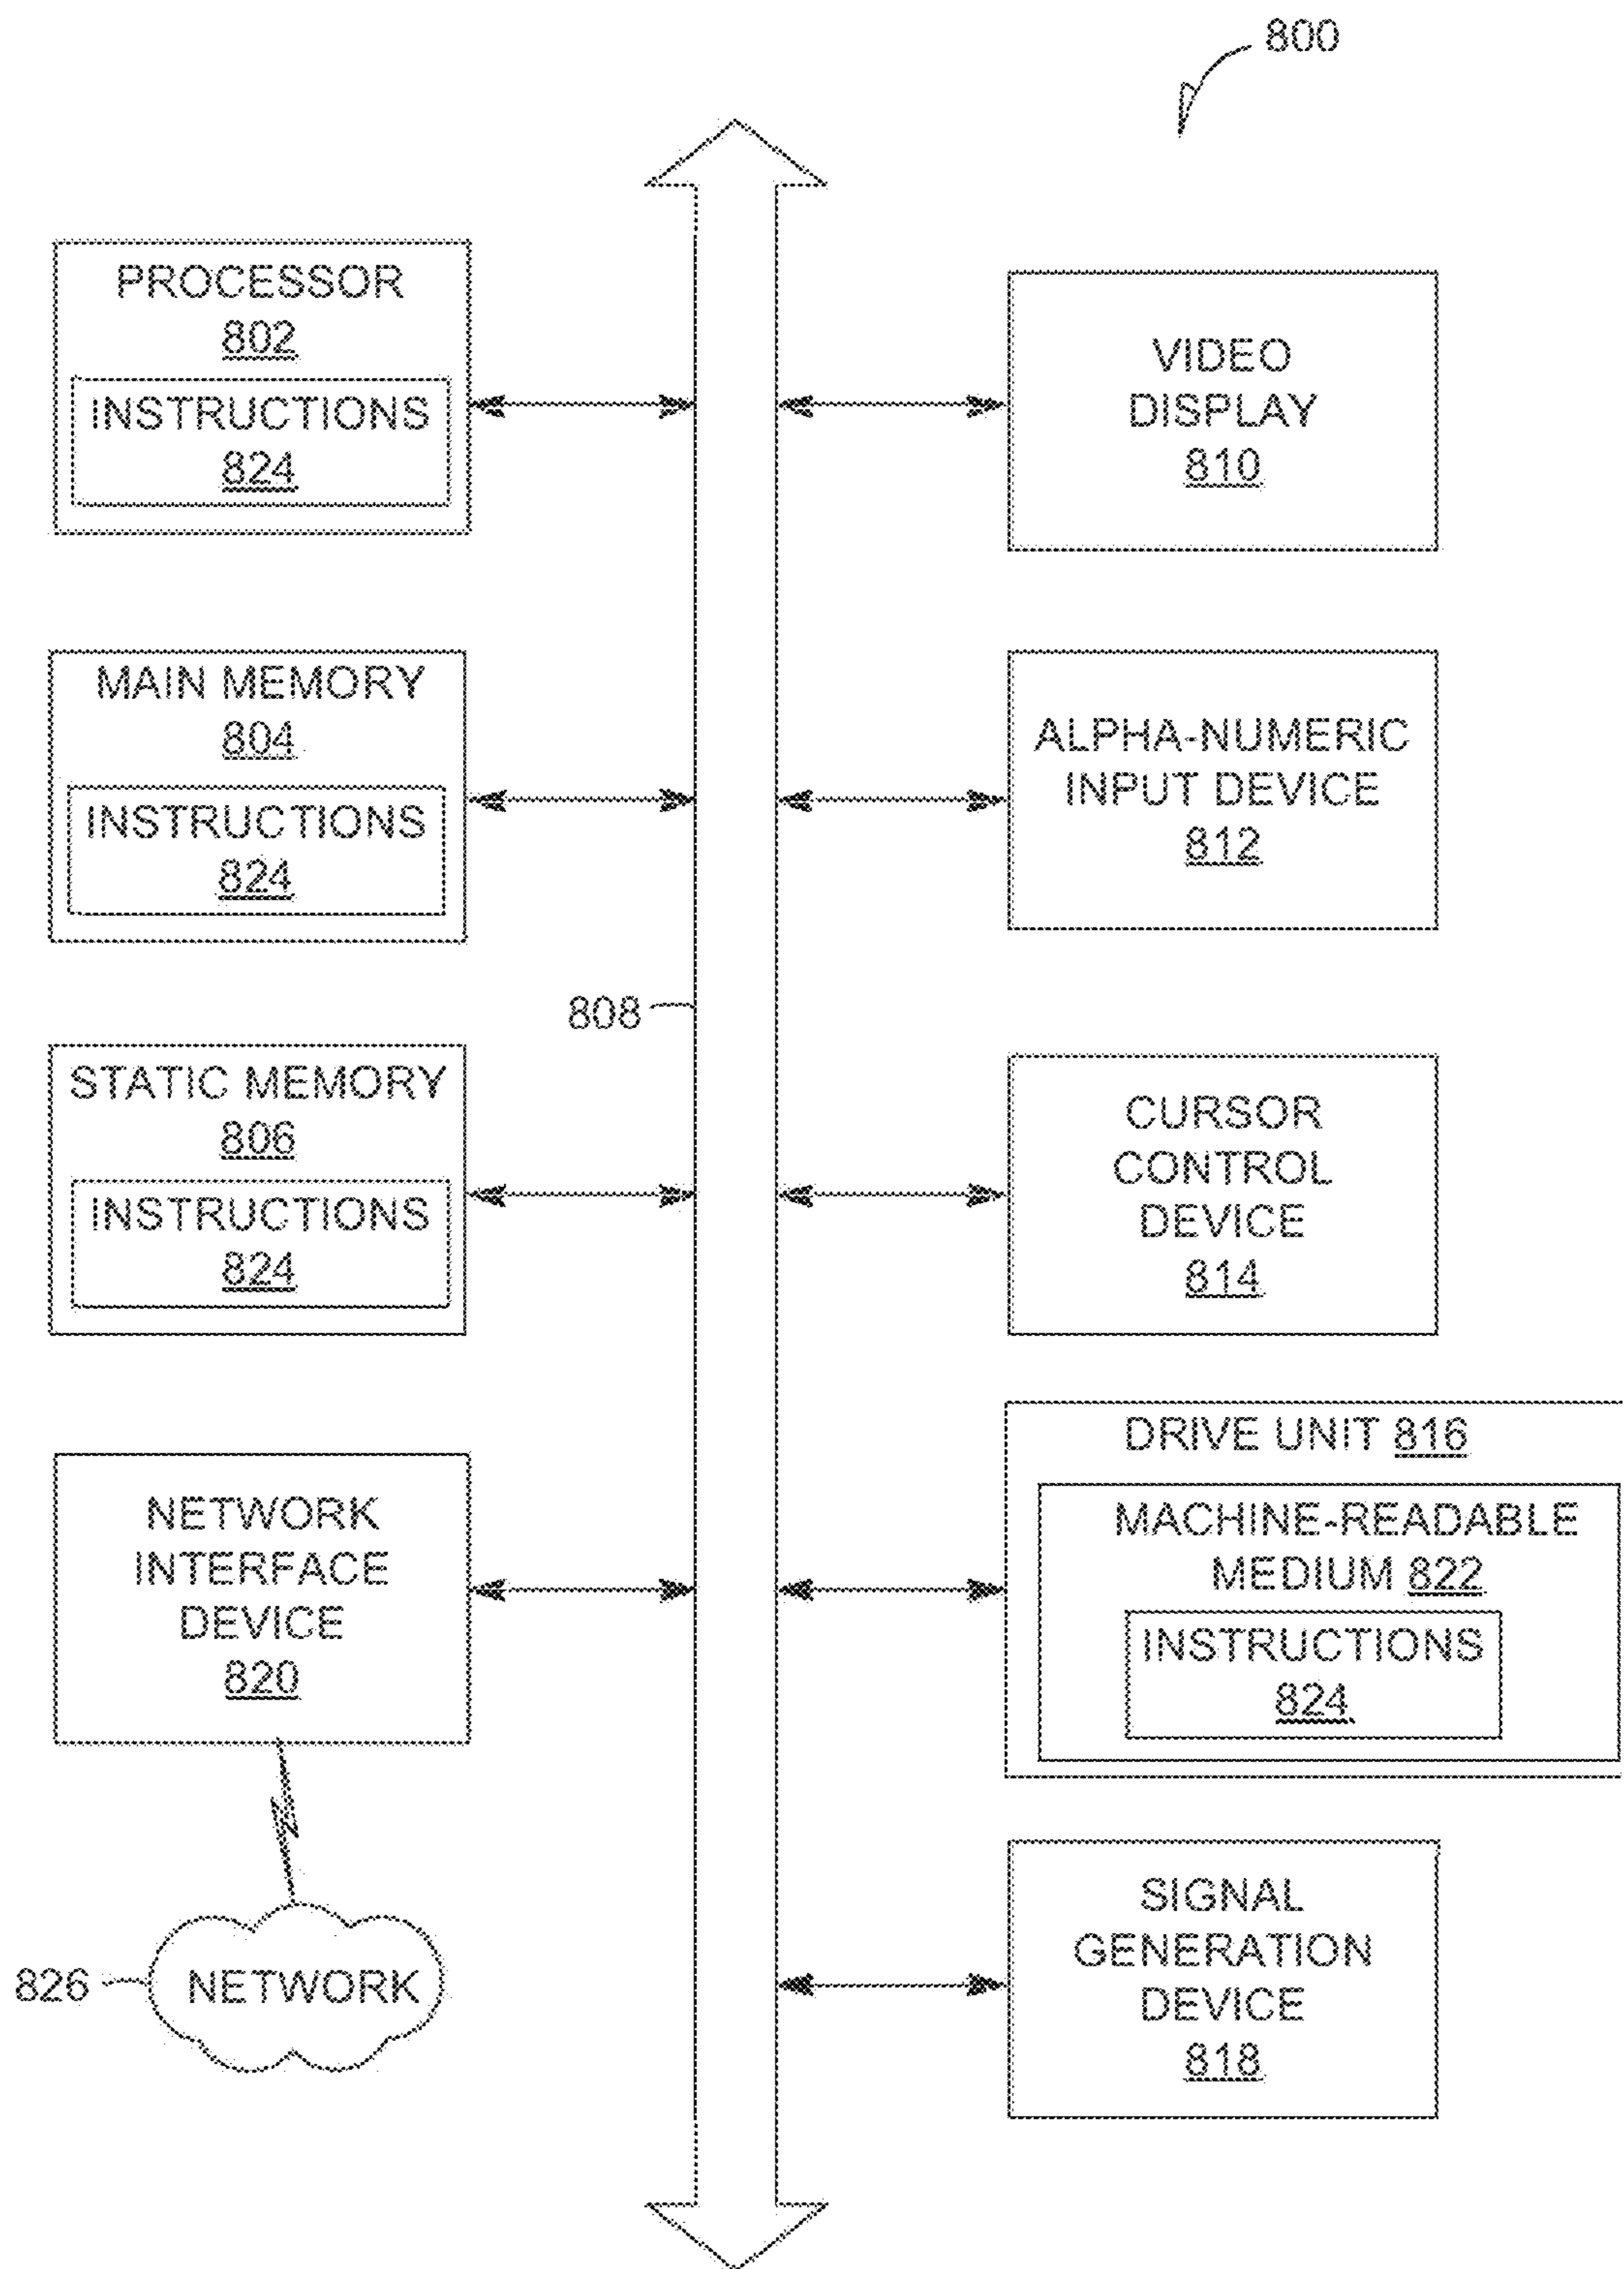 800
PROCESSOR
802
INSTRUCTIONS
824
VIDEO
DISPLAY
810
MAIN MEMORY
804
INSTRUCTIONS
824
ALPHA-NUMERIC
INPUT DEVICE
812
808
STATIC MEMORY
806
INSTRUCTIONS
824
CURSOR
CONTROL
DEVICE
814
NETWORK
INTERFACE
DEVICE
820
DRIVE UNIT 816
MACHINE-READABLE
MEDIUM 822
INSTRUCTIONS
824
826
NETWORK
SIGNAL
GENERATION
DEVICE
818